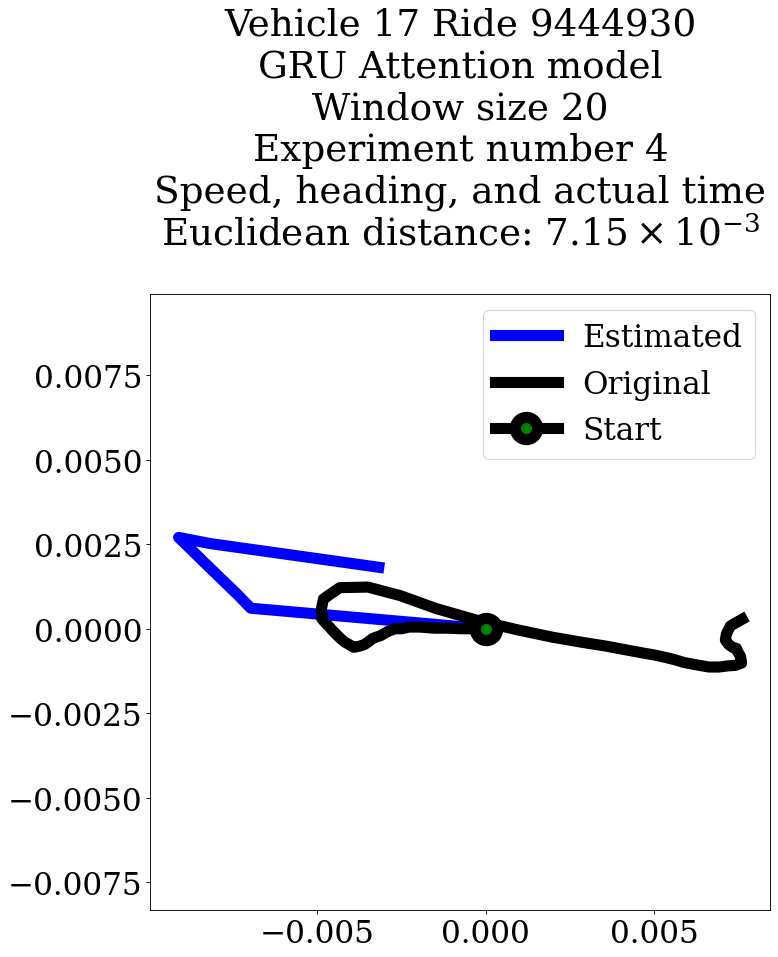 Vehicle 17 Ride 9444930
GRU Attention model
Window size 20
Experiment number 4
Speed, heading, and actual time
Euclidean distance: 7.15 × 10⁻³
Estimated
Original
Start
0.0075
0.0050
0.0025
0.0000
−0.0025
−0.0050
−0.0075
−0.005 0.000 0.005